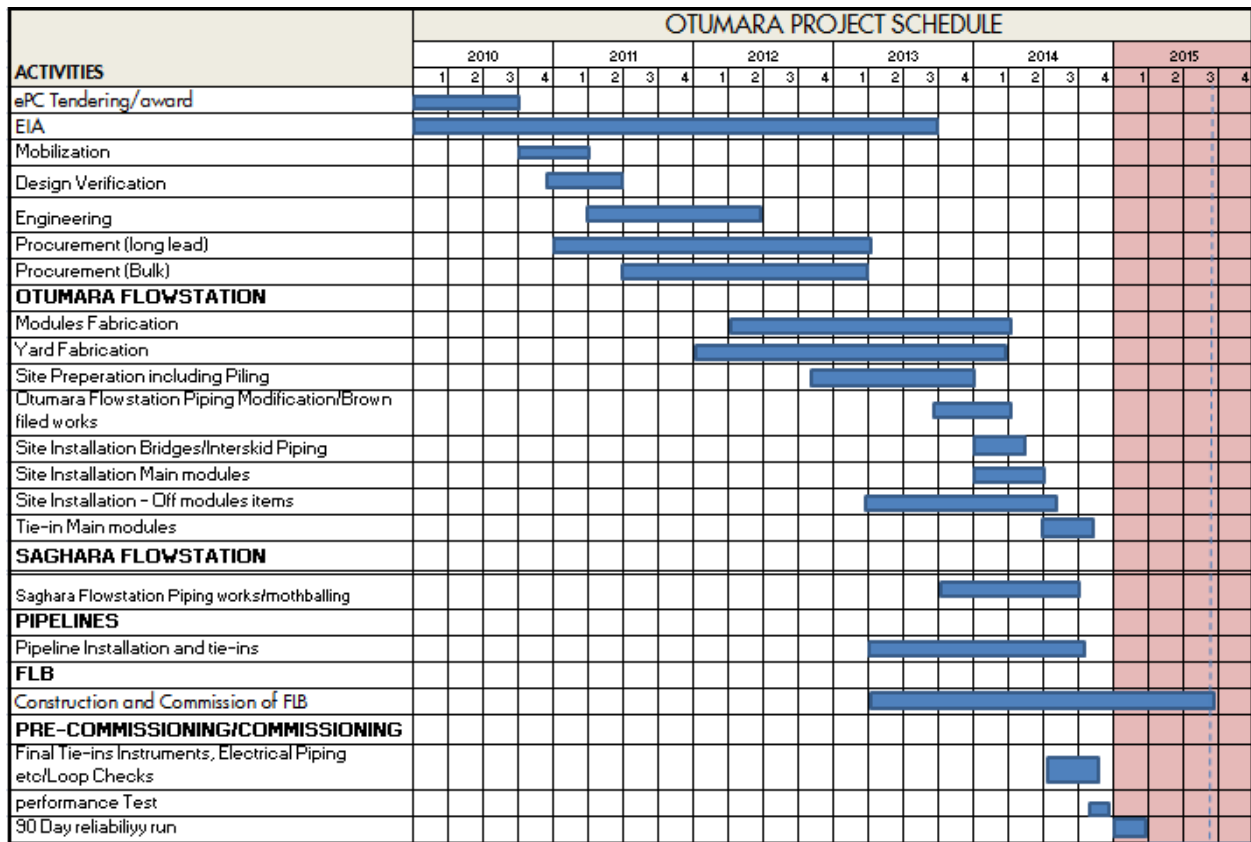 OTUMARA PROJECT SCHEDULE
ACTIVITIES
2010 2011 2012 2013 2014 2015
1 2 3 4 1 2 3 4 1 2 3 4 1 2 3 4 1 2 3 4 1 2 3 4
ePC Tendering/award
EIA
Mobilization
Design Verification
Engineering
Procurement (long lead)
Procurement (Bulk)
OTUMARA FLOWSTATION
Modules Fabrication
Yard Fabrication
Site Preperation including Piling
Otumara Flowstation Piping Modification/Brown
filed works
Site Installation Bridges/Interskid Piping
Site Installation Main modules
Site Installation - Off modules items
Tie-in Main modules
SAGHARA FLOWSTATION
Saghara Flowstation Piping works/mothballing
PIPELINES
Pipeline Installation and tie-ins
FLB
Construction and Commission of FLB
PRE-COMMISSIONING/COMMISSIONING
Final Tie-ins Instruments, Electrical Piping
etc/Loop Checks
performance Test
90 Day reliabiliyy run